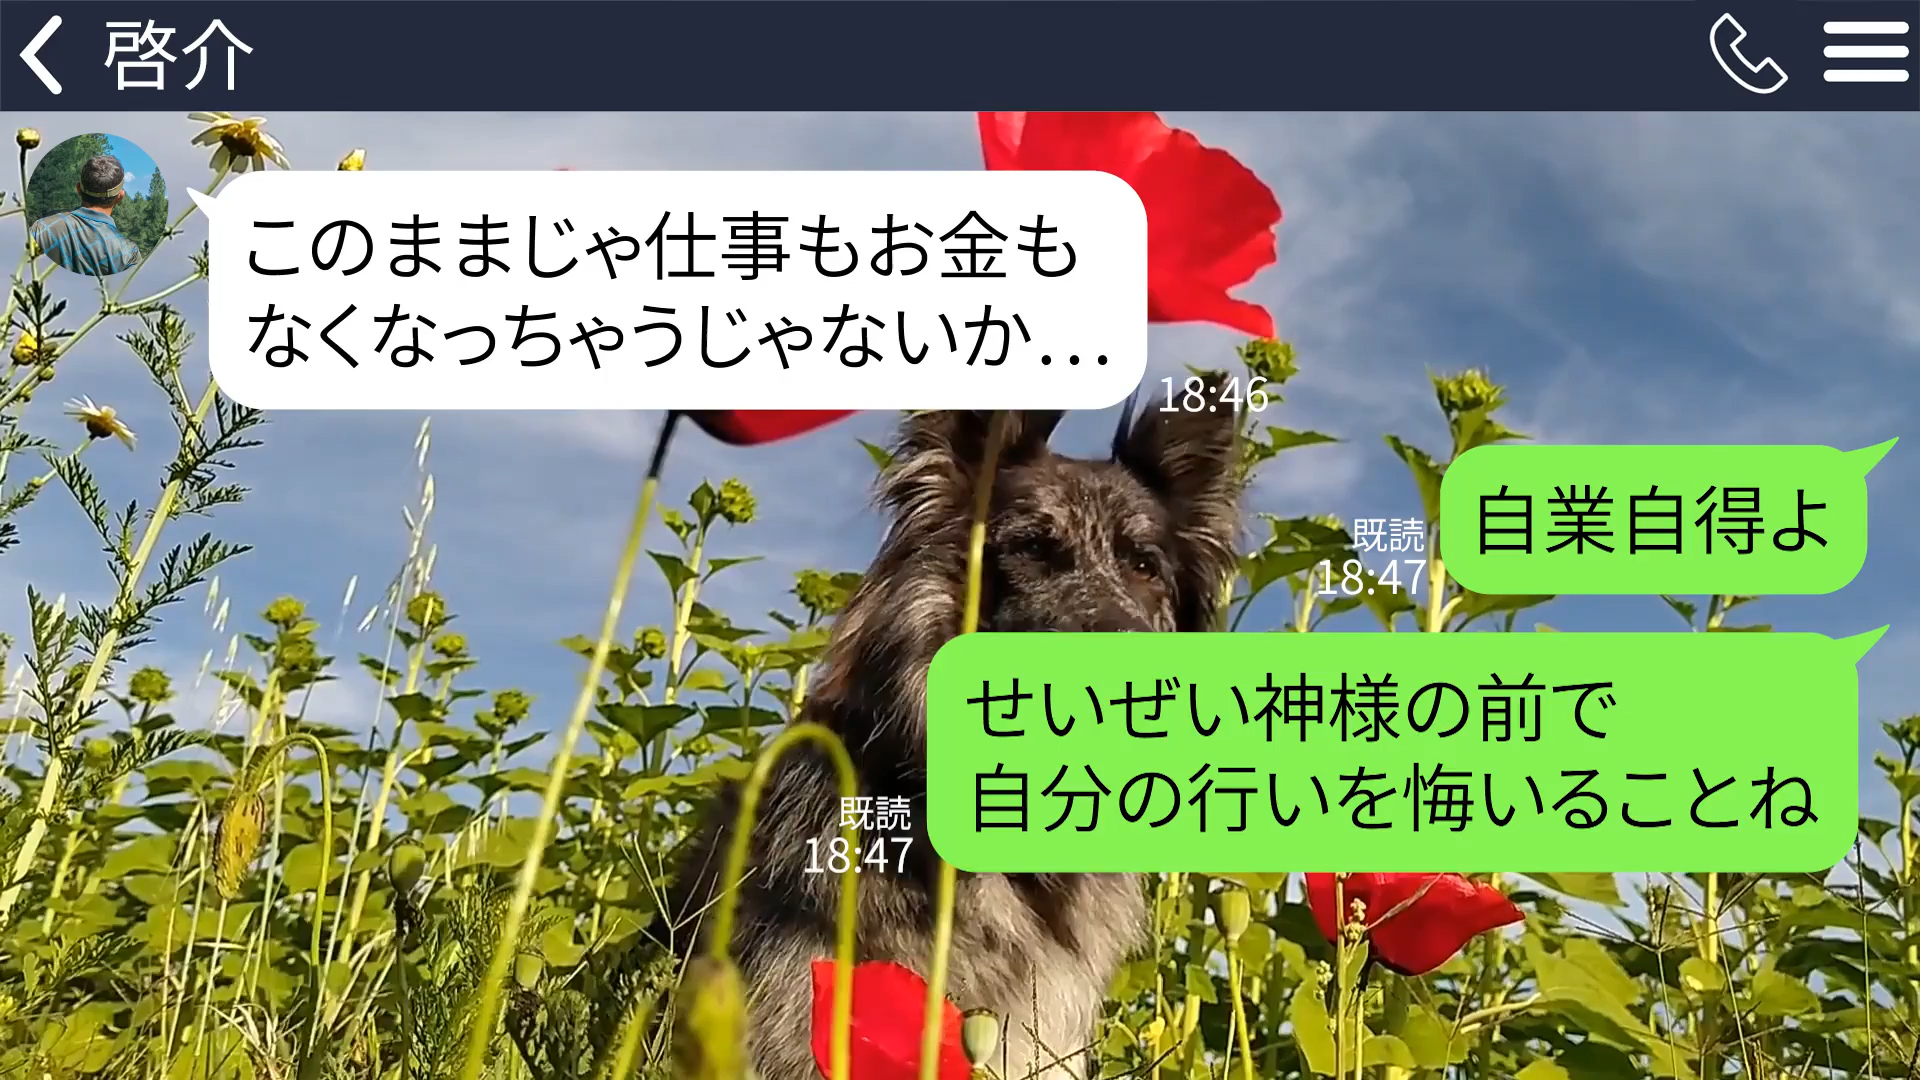 啓介
このままじゃ仕事もお金も
なくなっちゃうじゃないか...
18:46
自業自得よ
既読
18:47
せいぜい神様の前で
自分の行いを悔いることね
既読
18:47